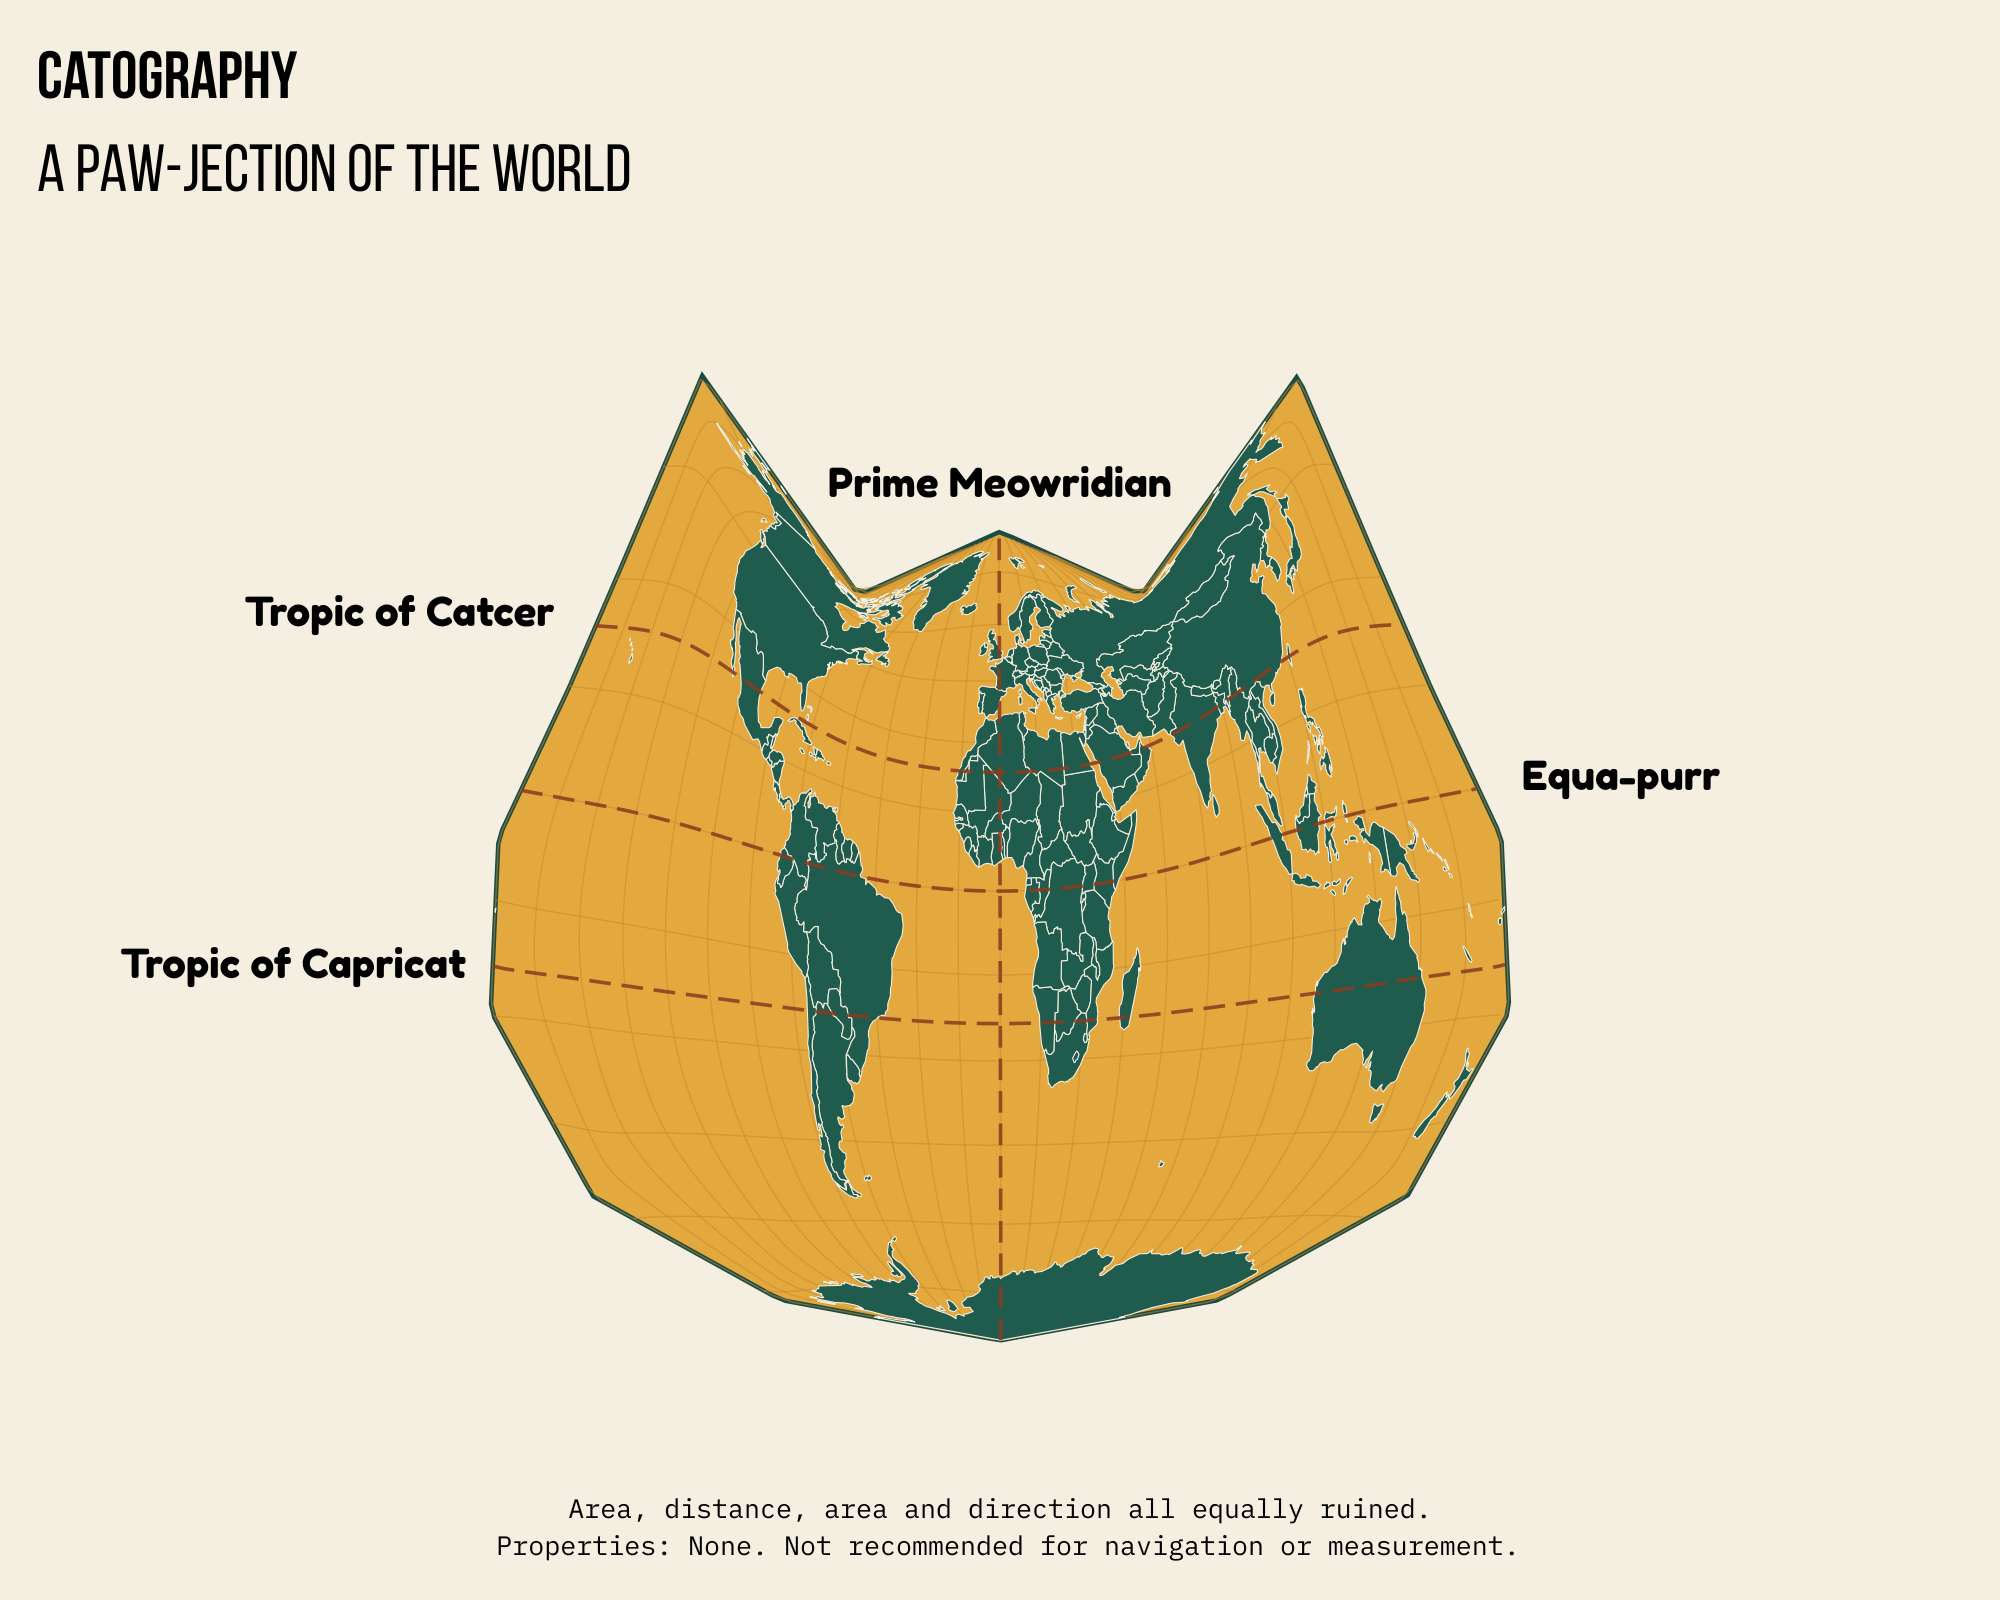 CATOGRAPHY
A PAW-JECTION OF THE WORLD
Prime Meowridian
Tropic of Catcer
Equa-purr
Tropic of Capricat
Area, distance, area and direction all equally ruined.
Properties: None. Not recommended for navigation or measurement.